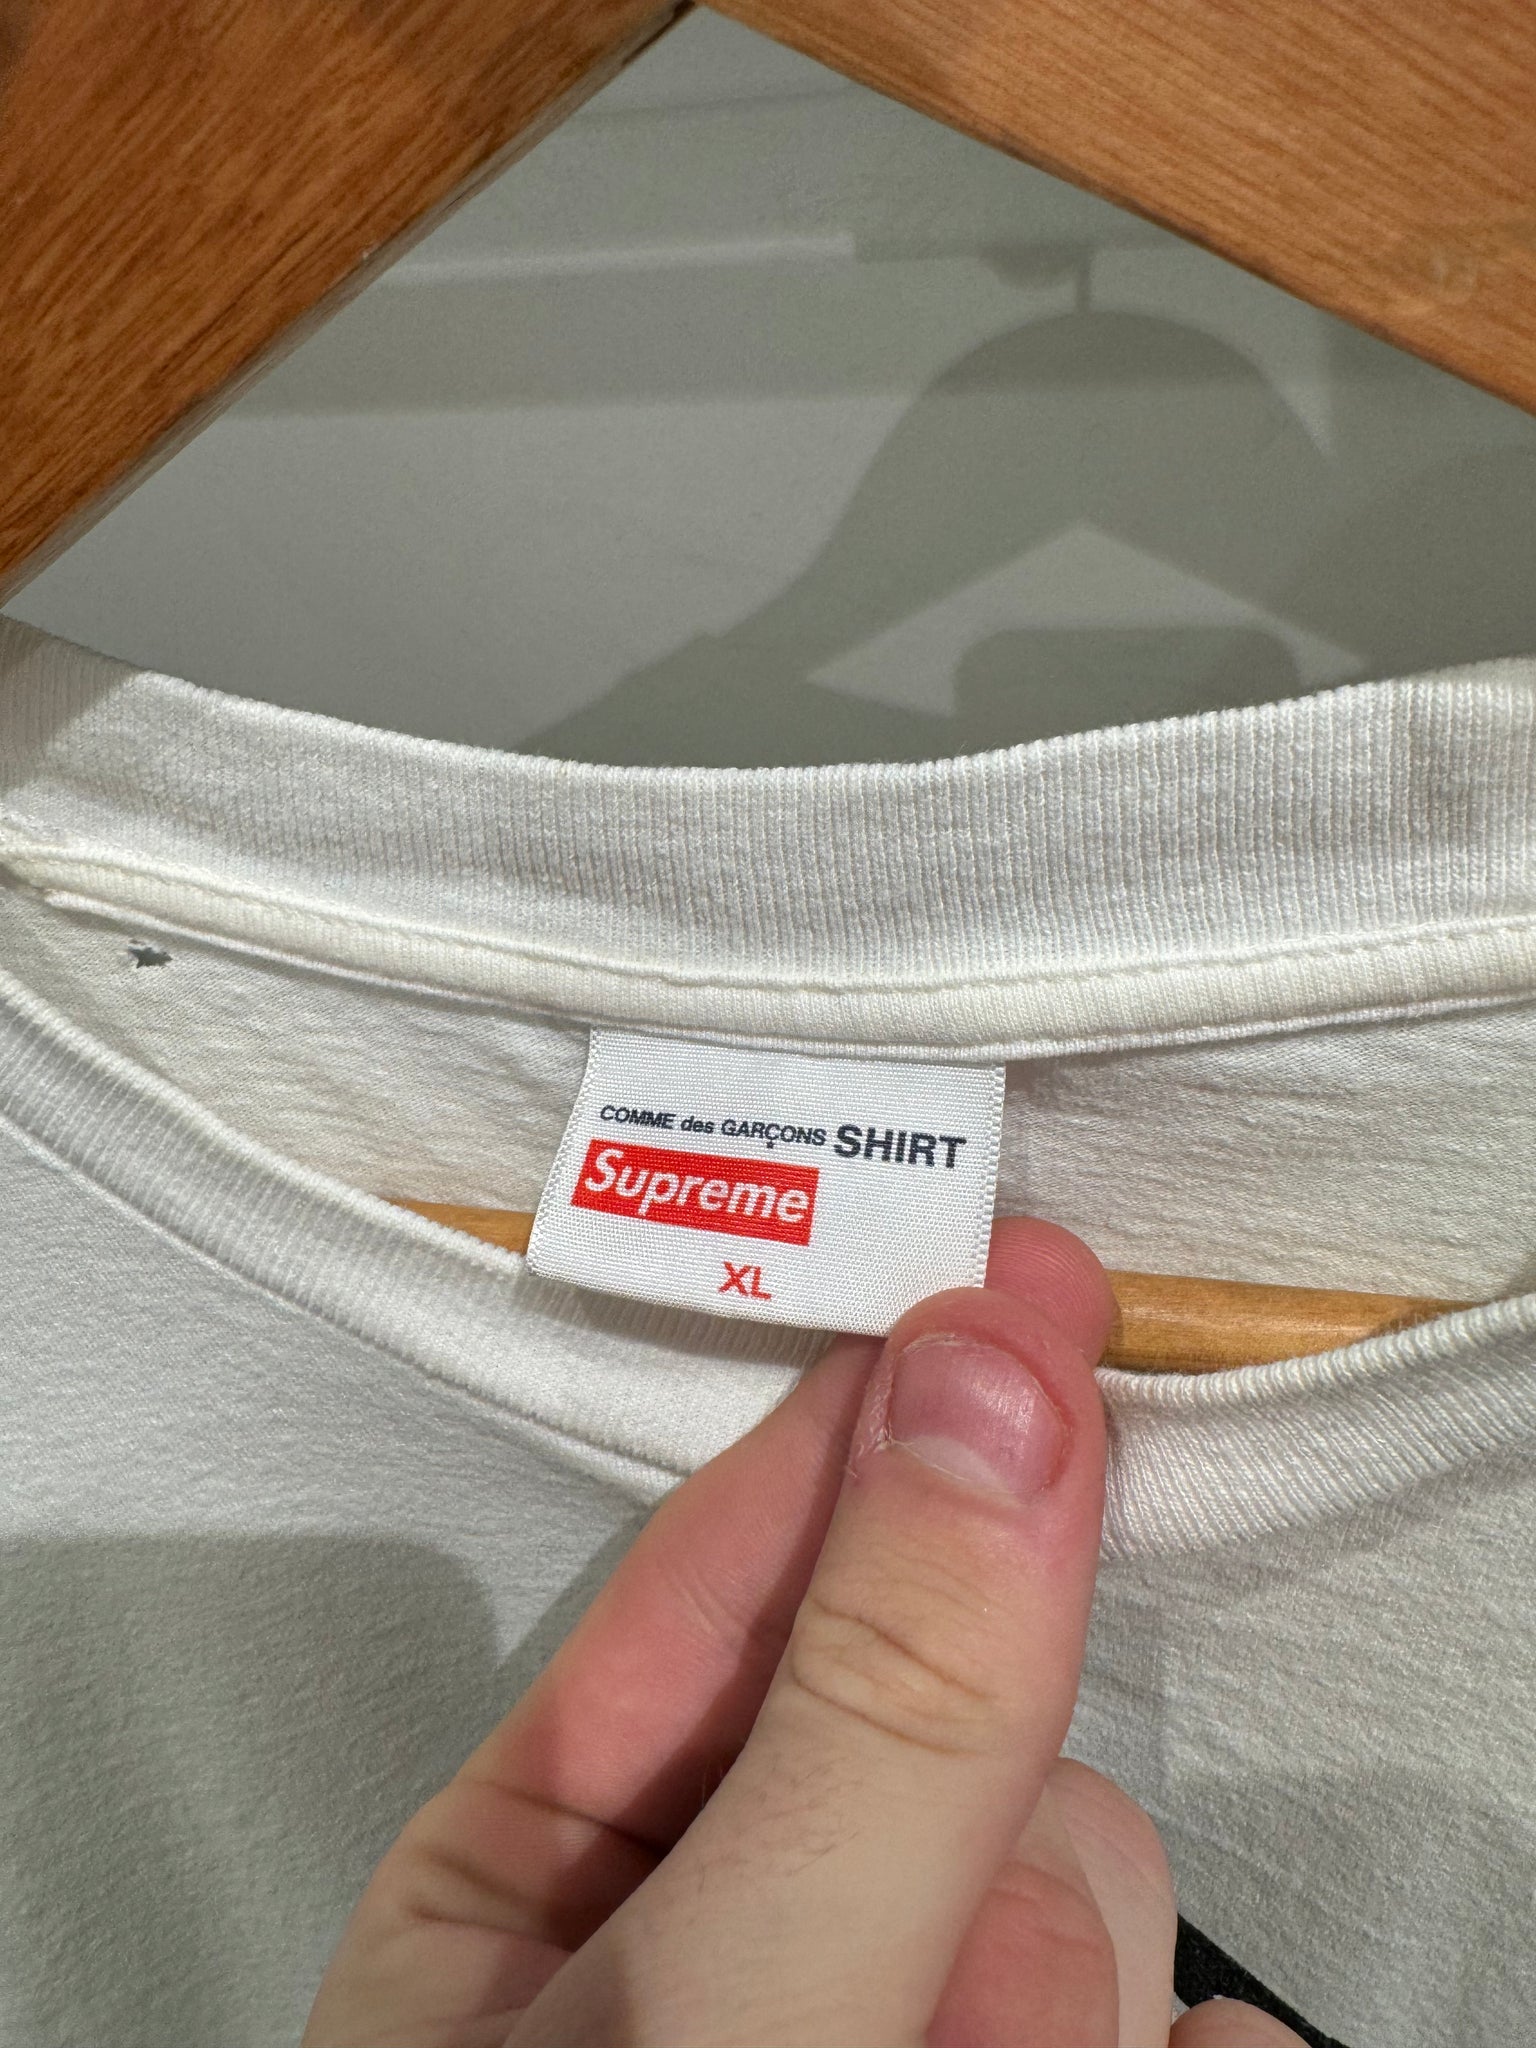 COMME des GARÇONS SHIRT
Supreme
XL